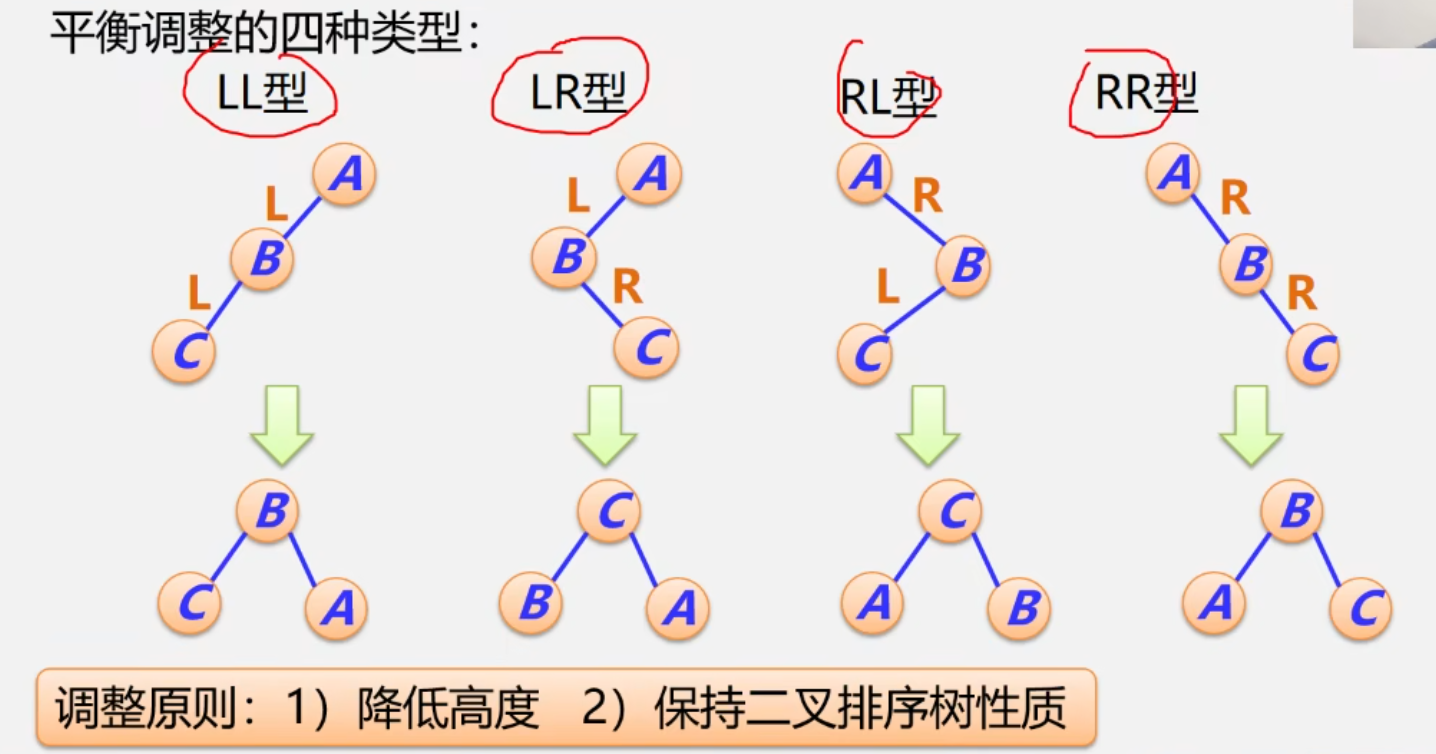 平衡调整的四种类型：
LL型 LR型 RL型 RR型
A A A A
L L R R
B B B B
L R L R
C C C C
B C C B
C A B A A B A C
调整原则：1）降低高度 2）保持二叉排序树性质